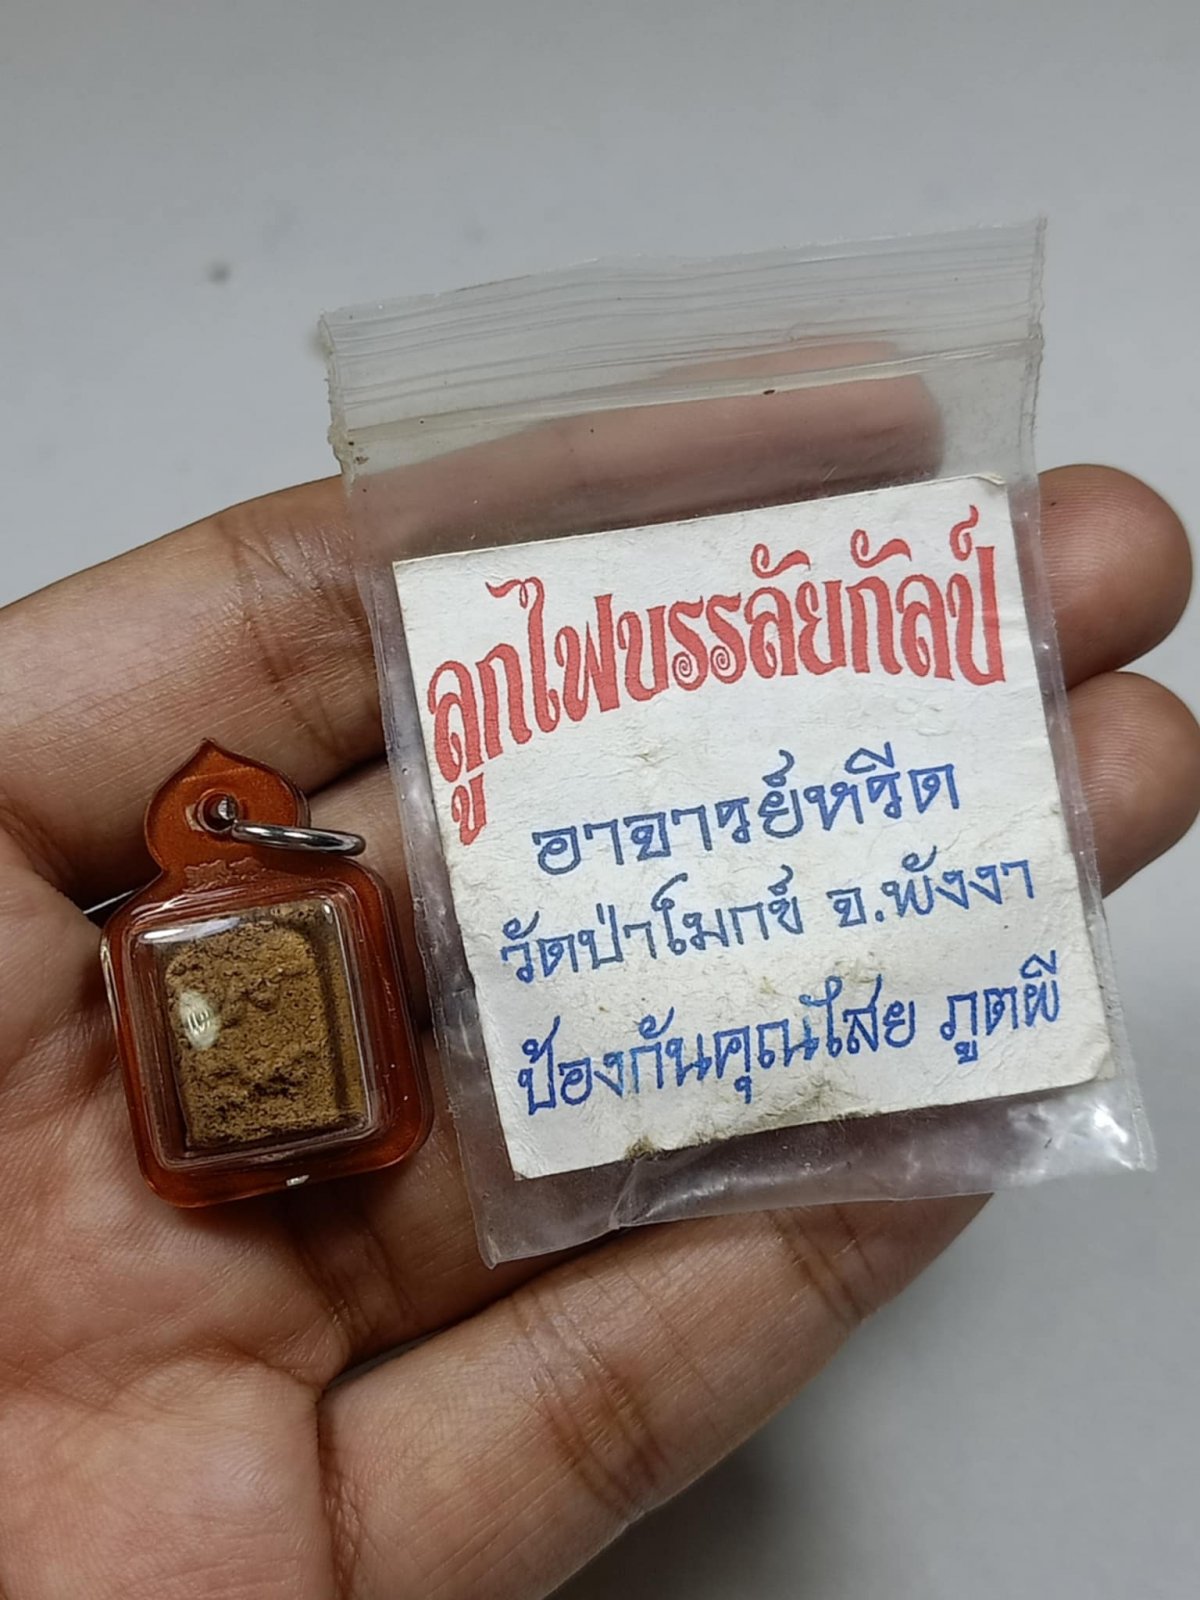 ลูกไฟบรรลัยกัลป์
อาจารย์หรีด
วัดป่าโมกข์ จ.พังงา
ป้องกันคุณไสย ภูตผี